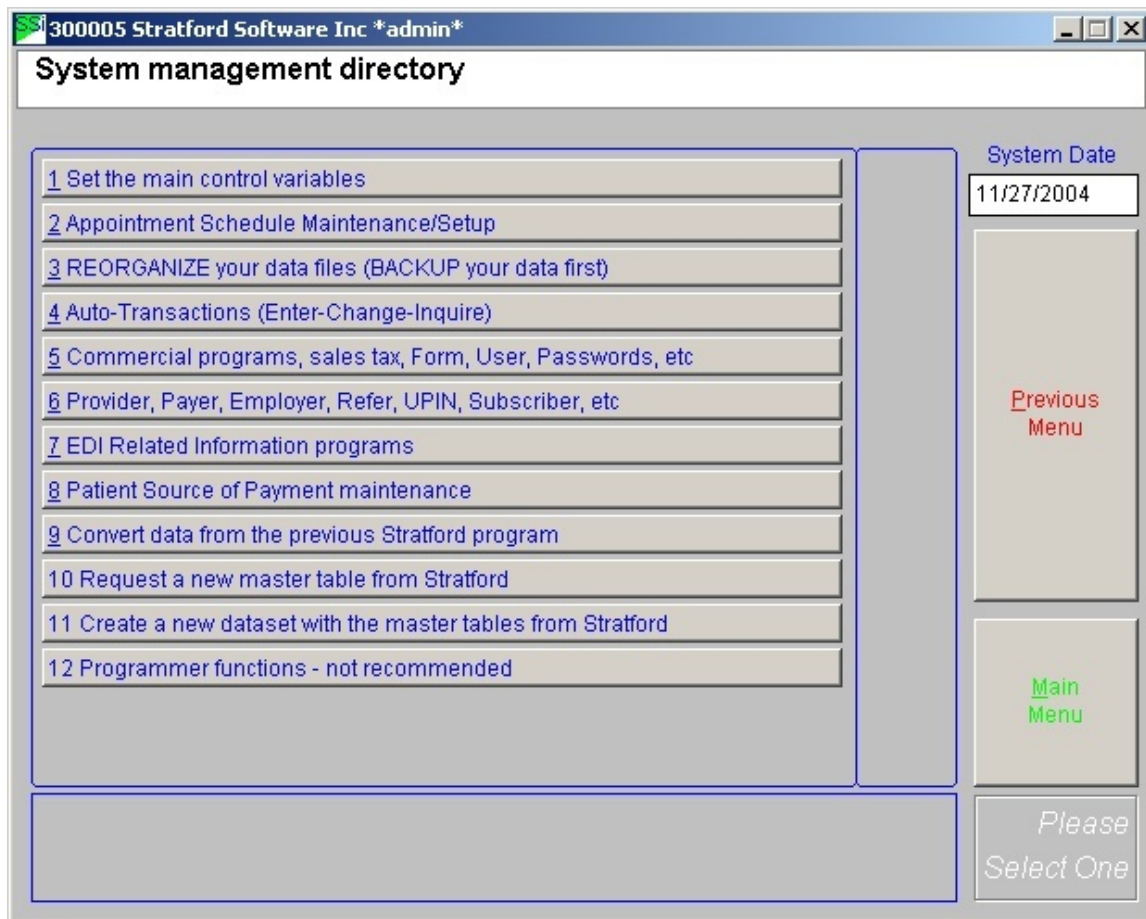 SSI
300005 Stratford Software Inc *admin*
System management directory
1 Set the main control variables
2 Appointment Schedule Maintenance/Setup
3 REORGANIZE your data files (BACKUP your data first)
4 Auto-Transactions (Enter-Change-Inquire)
5 Commercial programs, sales tax, Form, User, Passwords, etc
6 Provider, Payer, Employer, Refer, UPIN, Subscriber, etc
7 EDI Related Information programs
8 Patient Source of Payment maintenance
9 Convert data from the previous Stratford program
10 Request a new master table from Stratford
11 Create a new dataset with the master tables from Stratford
12 Programmer functions - not recommended
System Date
11/27/2004
Previous
Menu
Main
Menu
Please
Select One